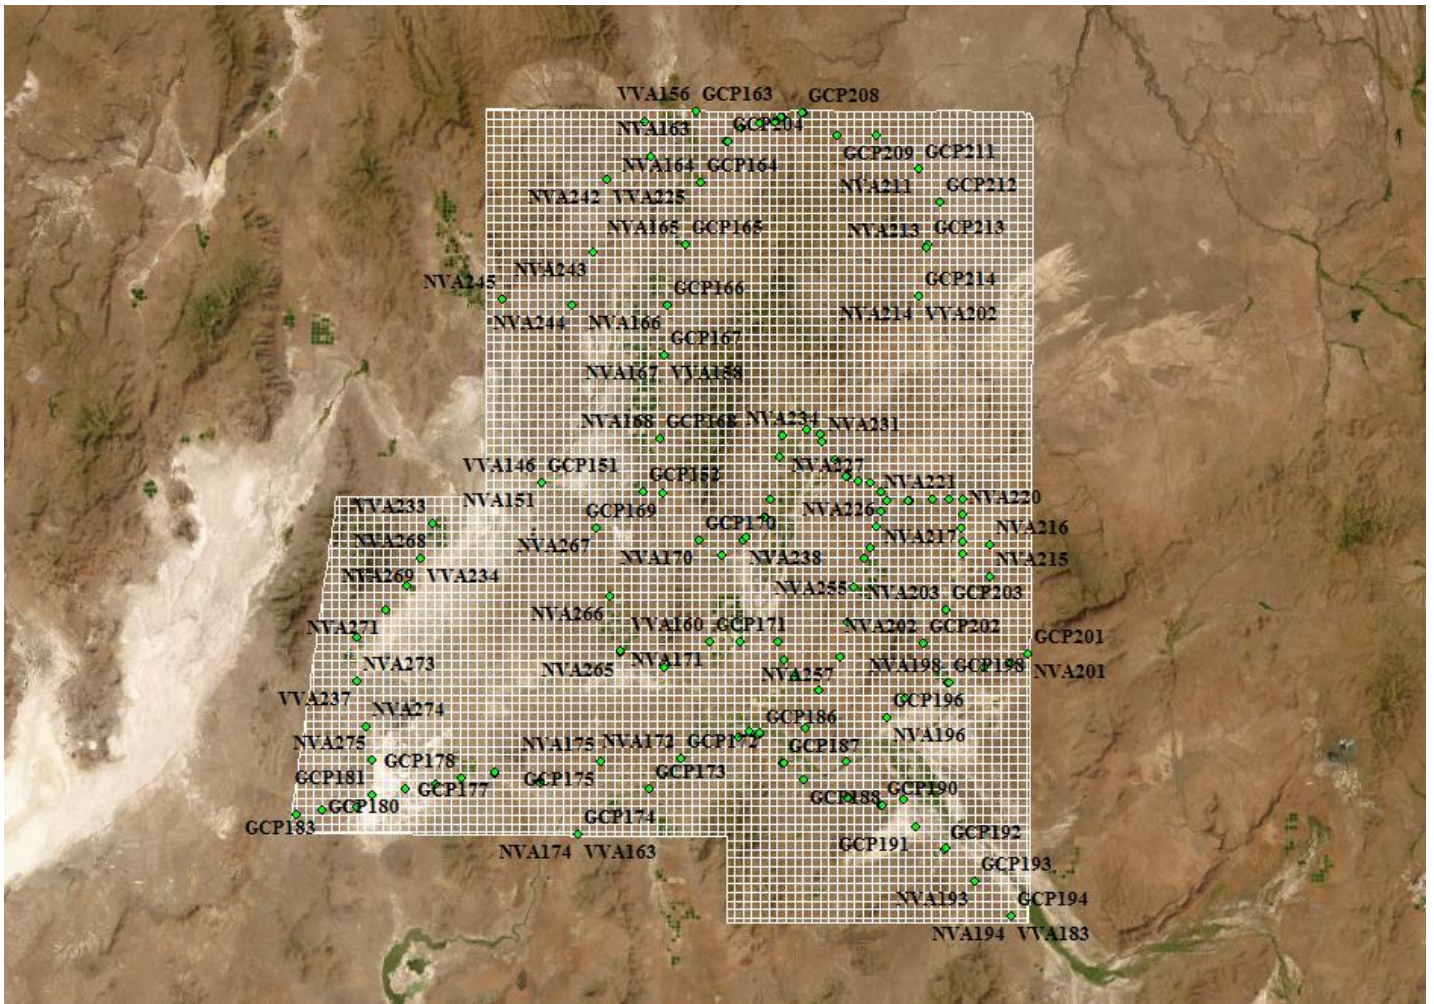 VVA156 GCP163 GCP208
NVA163 GCP204
GCP209 GCP211
NVA164 GCP164
NVA242 VVA225 NVA211 GCP212
NVA165 GCP165 NVA213 GCP213
NVA243
NVA245 GCP214
GCP166
NVA244 NVA166 NVA214 VVA202
GCP167
NVA167 VVA158
NVA168 GCP168 NVA234 NVA231
VVA146 GCP151 GCP152 NVA227
NVA151 NVA221 NVA220
VVA233 GCP169 NVA226
GCP170 NVA216
NVA268 NVA267 NVA217
NVA170 NVA238 NVA215
NVA269 VVA234
NVA255 NVA203 GCP203
NVA266
NVA271 VVA160 GCP171 NVA202 GCP202
GCP201
NVA273 NVA265 NVA171 NVA198 GCP198
NVA257 NVA201
VVA237
NVA274 GCP196
GCP186
NVA275 NVA175 NVA172 GCP172 NVA196
GCP178 GCP187
GCP181 GCP175 GCP173
GCP177 GCP190
GCP180 GCP188
GCP183 GCP174 GCP192
GCP191
NVA174 VVA163
GCP193
NVA193 GCP194
NVA194 VVA183